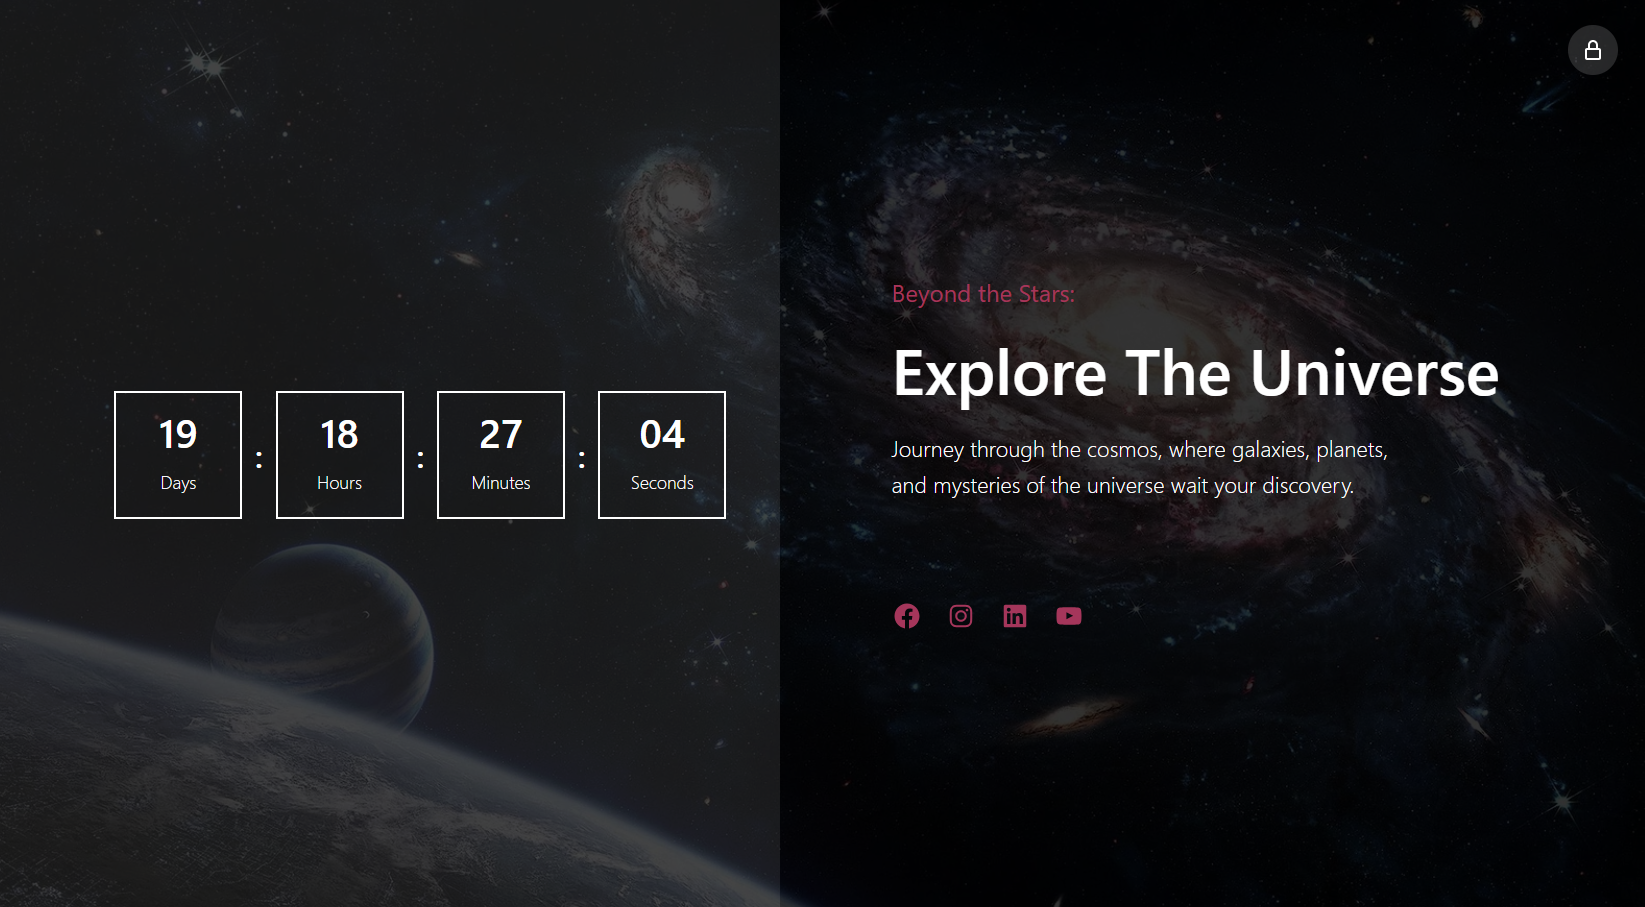 19 : 18 : 27 : 04
Days Hours Minutes Seconds
Beyond the Stars:
Explore The Universe
Journey through the cosmos, where galaxies, planets,
and mysteries of the universe wait your discovery.